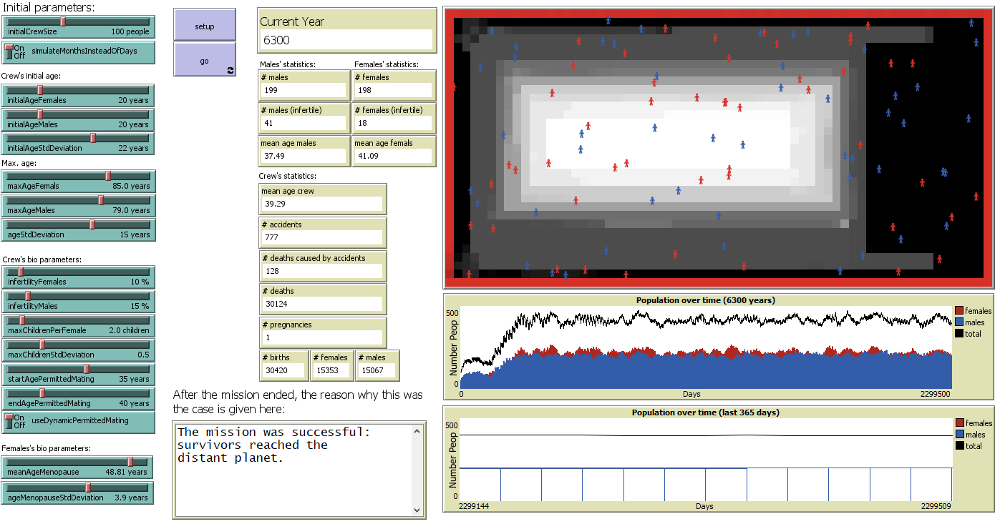 Initial parameters:
initialCrewSize 100 people
On
Off
simulateMonthsInsteadOfDays
Crew's initial age:
initialAgeFemales 20 years
initialAgeMales 20 years
initialAgeStdDeviation 22 years
Max. age:
maxAgeFemals 85.0 years
maxAgeMales 79.0 years
ageStdDeviation 15 years
Crew's bio parameters:
infertilityFemales 10 %
infertilityMales 15 %
maxChildrenPerFemale 2.0 children
maxChildrenStdDeviation 0.5
startAgePermittedMating 35 years
endAgePermittedMating 40 years
On
Off
useDynamicPermittedMating
Females's bio parameters:
meanAgeMenopause 48.81 years
ageMenopauseStdDeviation 3.9 years
setup
go
Current Year
6300
Males' statistics: Females' statistics:
# males # females
199 198
# males (infertile) # females (infertile)
41 18
mean age males mean age femals
37.49 41.09
Crew's statistics:
mean age crew
39.29
# accidents
777
# deaths caused by accidents
128
# deaths
30124
# pregnancies
1
# births # females # males
30420 15353 15067
After the mission ended, the reason why this was
the case is given here:
The mission was successful:
survivors reached the
distant planet.
Population over time (6300 years)
500
Number Peop
0
0 Days 2299500
females
males
total
Population over time (last 365 days)
500
Number Peop
0
2299144 Days 2299509
females
males
total